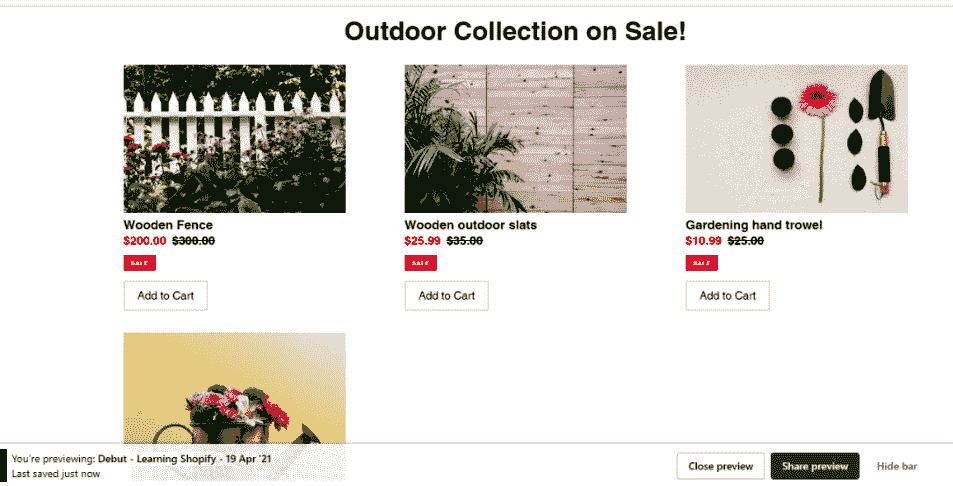 Outdoor Collection on Sale!
Wooden Fence
$200.00 $300.00
SALE
Add to Cart
Wooden outdoor slats
$25.99 $35.00
SALE
Add to Cart
Gardening hand trowel
$10.99 $25.00
SALE
Add to Cart
You're previewing: Debut - Learning Shopify - 19 Apr '21
Last saved just now
Close preview
Share preview
Hide bar